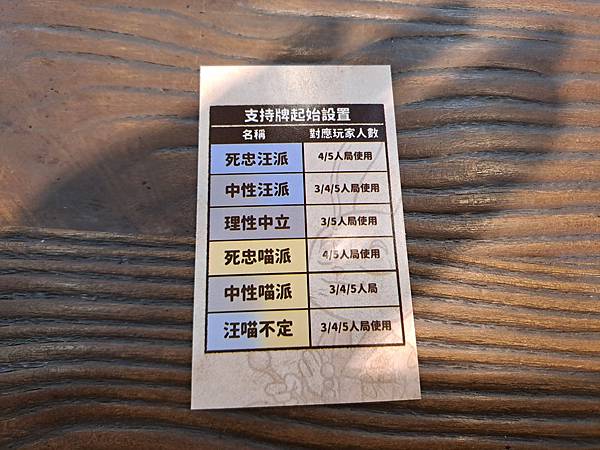 支持牌起始設置
名稱 對應玩家人數
死忠汪派 4/5人局使用
中性汪派 3/4/5人局使用
理性中立 3/5人局使用
死忠喵派 4/5人局使用
中性喵派 3/4/5人局
汪喵不定 3/4/5人局使用